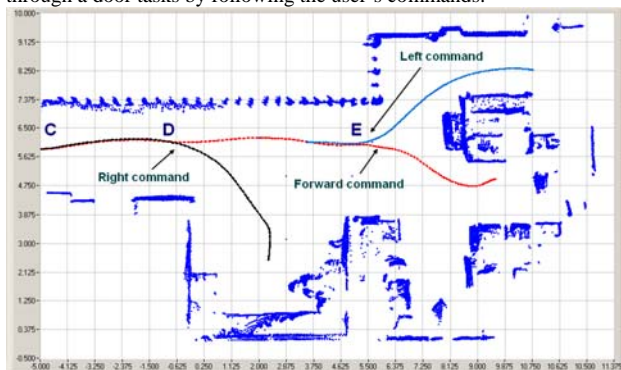 through a door tasks by following the user's commands.
10.000
9.125
8.250
7.375
6.500
5.625
4.750
3.875
3.000
2.125
1.250
0.375
-0.500
Left command
C
D
E
Right command
Forward command
-5.000 -4.125 -3.250 -2.375 -1.500 -0.625 0.250 1.125 2.000 2.875 3.750 4.625 5.500 6.375 7.250 8.125 9.000 9.875 10.750 11.375